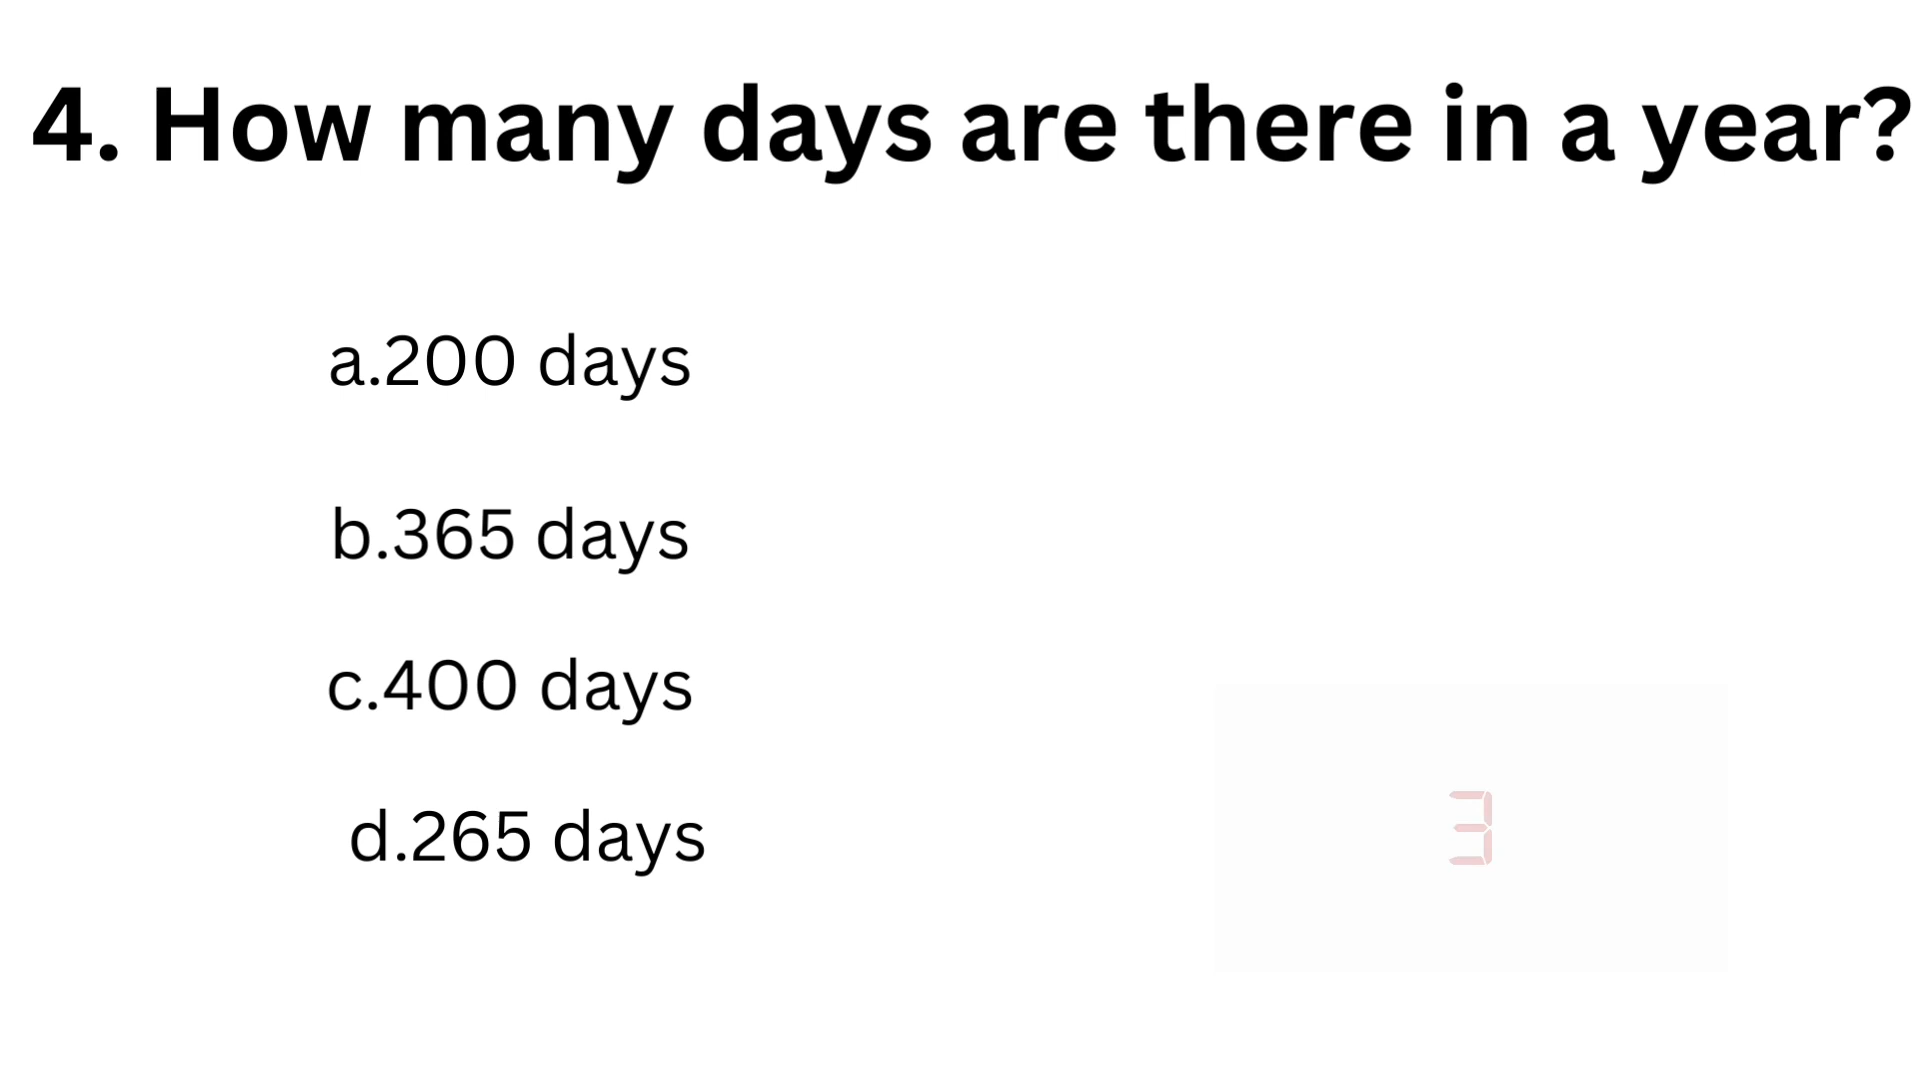 4. How many days are there in a year?
a.200 days
b.365 days
c.400 days
d.265 days
3